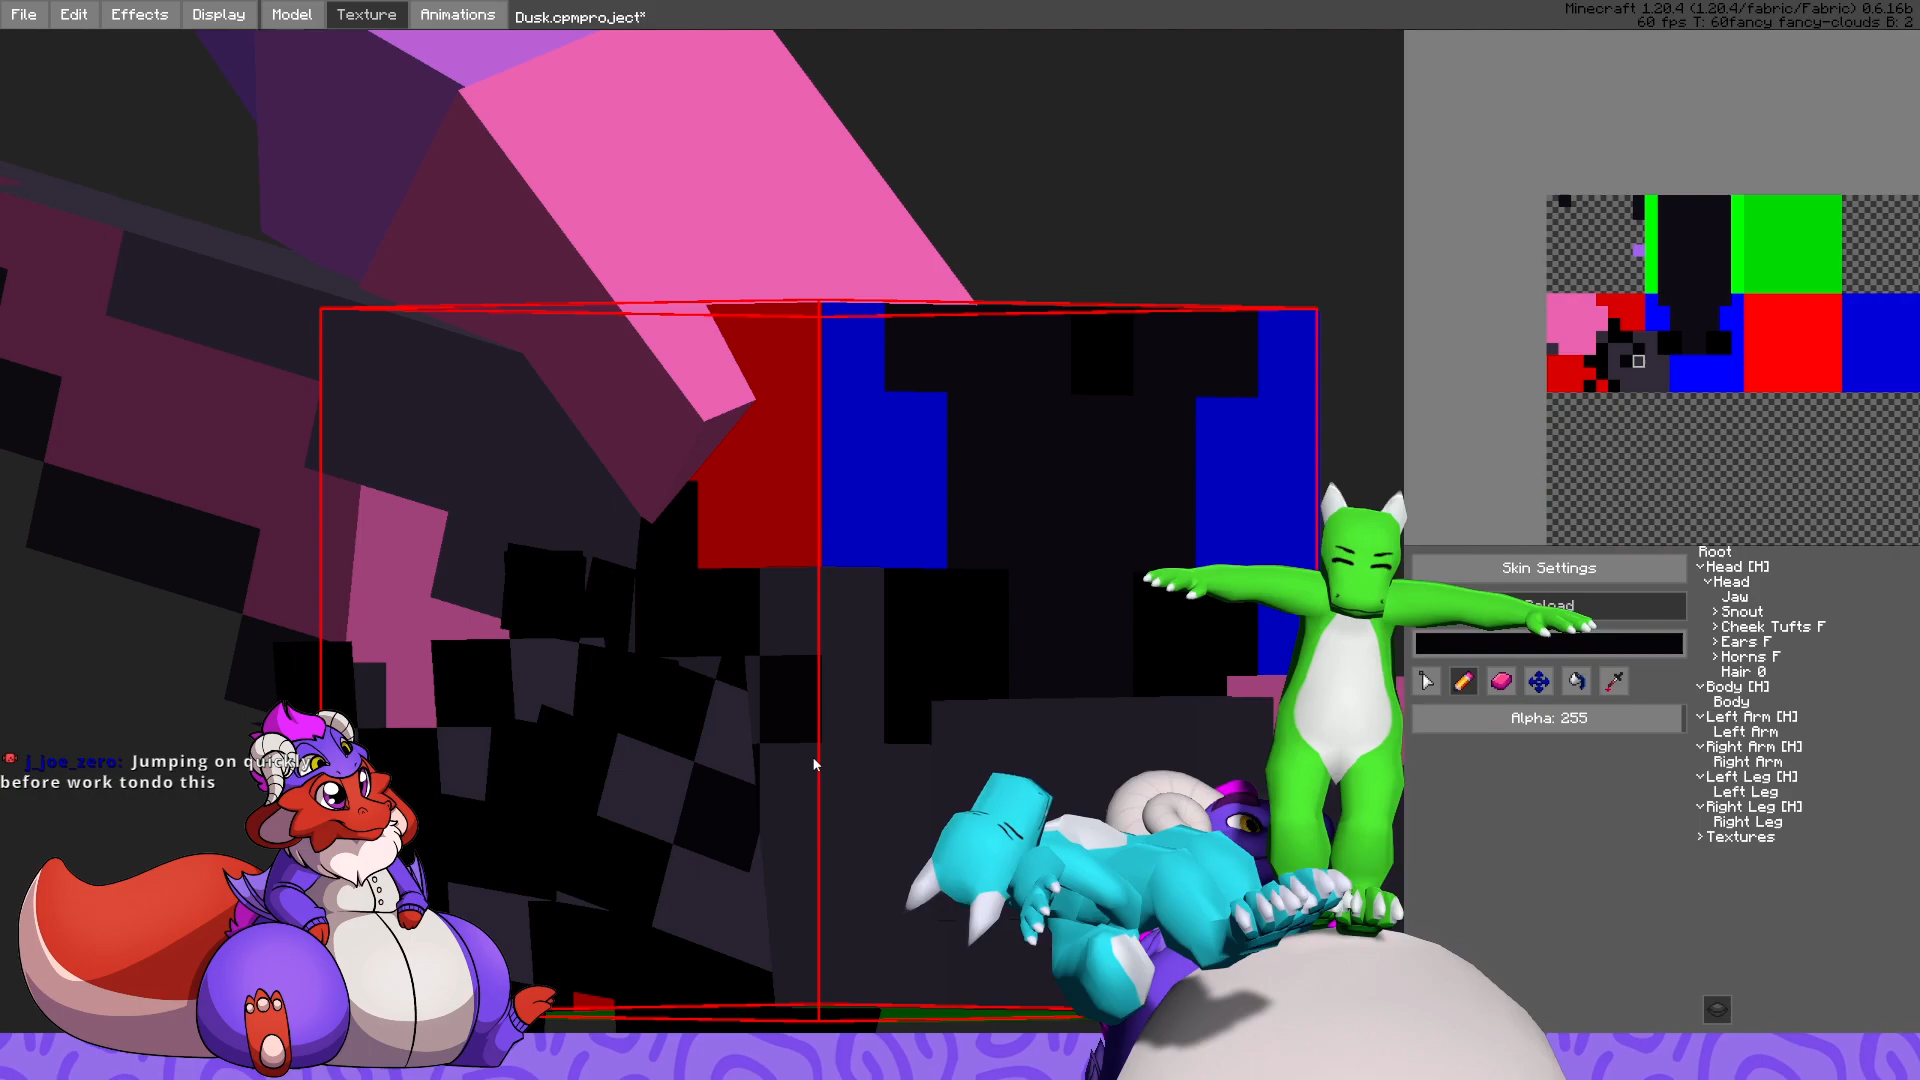 File Edit Effects Display Model Texture Animations Dusk.cpmproject*
Minecraft 1.20.4 (1.20.4/fabric/Fabric) 0.6.16b
60 fps T: 60fancy fancy-clouds B: 2
Skin Settings
Alpha: 255
Root
Head [H]
Head
Jaw
Snout
Cheek Tufts F
Ears F
Horns F
Hair 0
Body [H]
Body
Left Arm [H]
Left Arm
Right Arm [H]
Right Arm
Left Leg [H]
Left Leg
Right Leg [H]
Right Leg
Textures
j_joe_zero: Jumping on quickly
before work tondo this